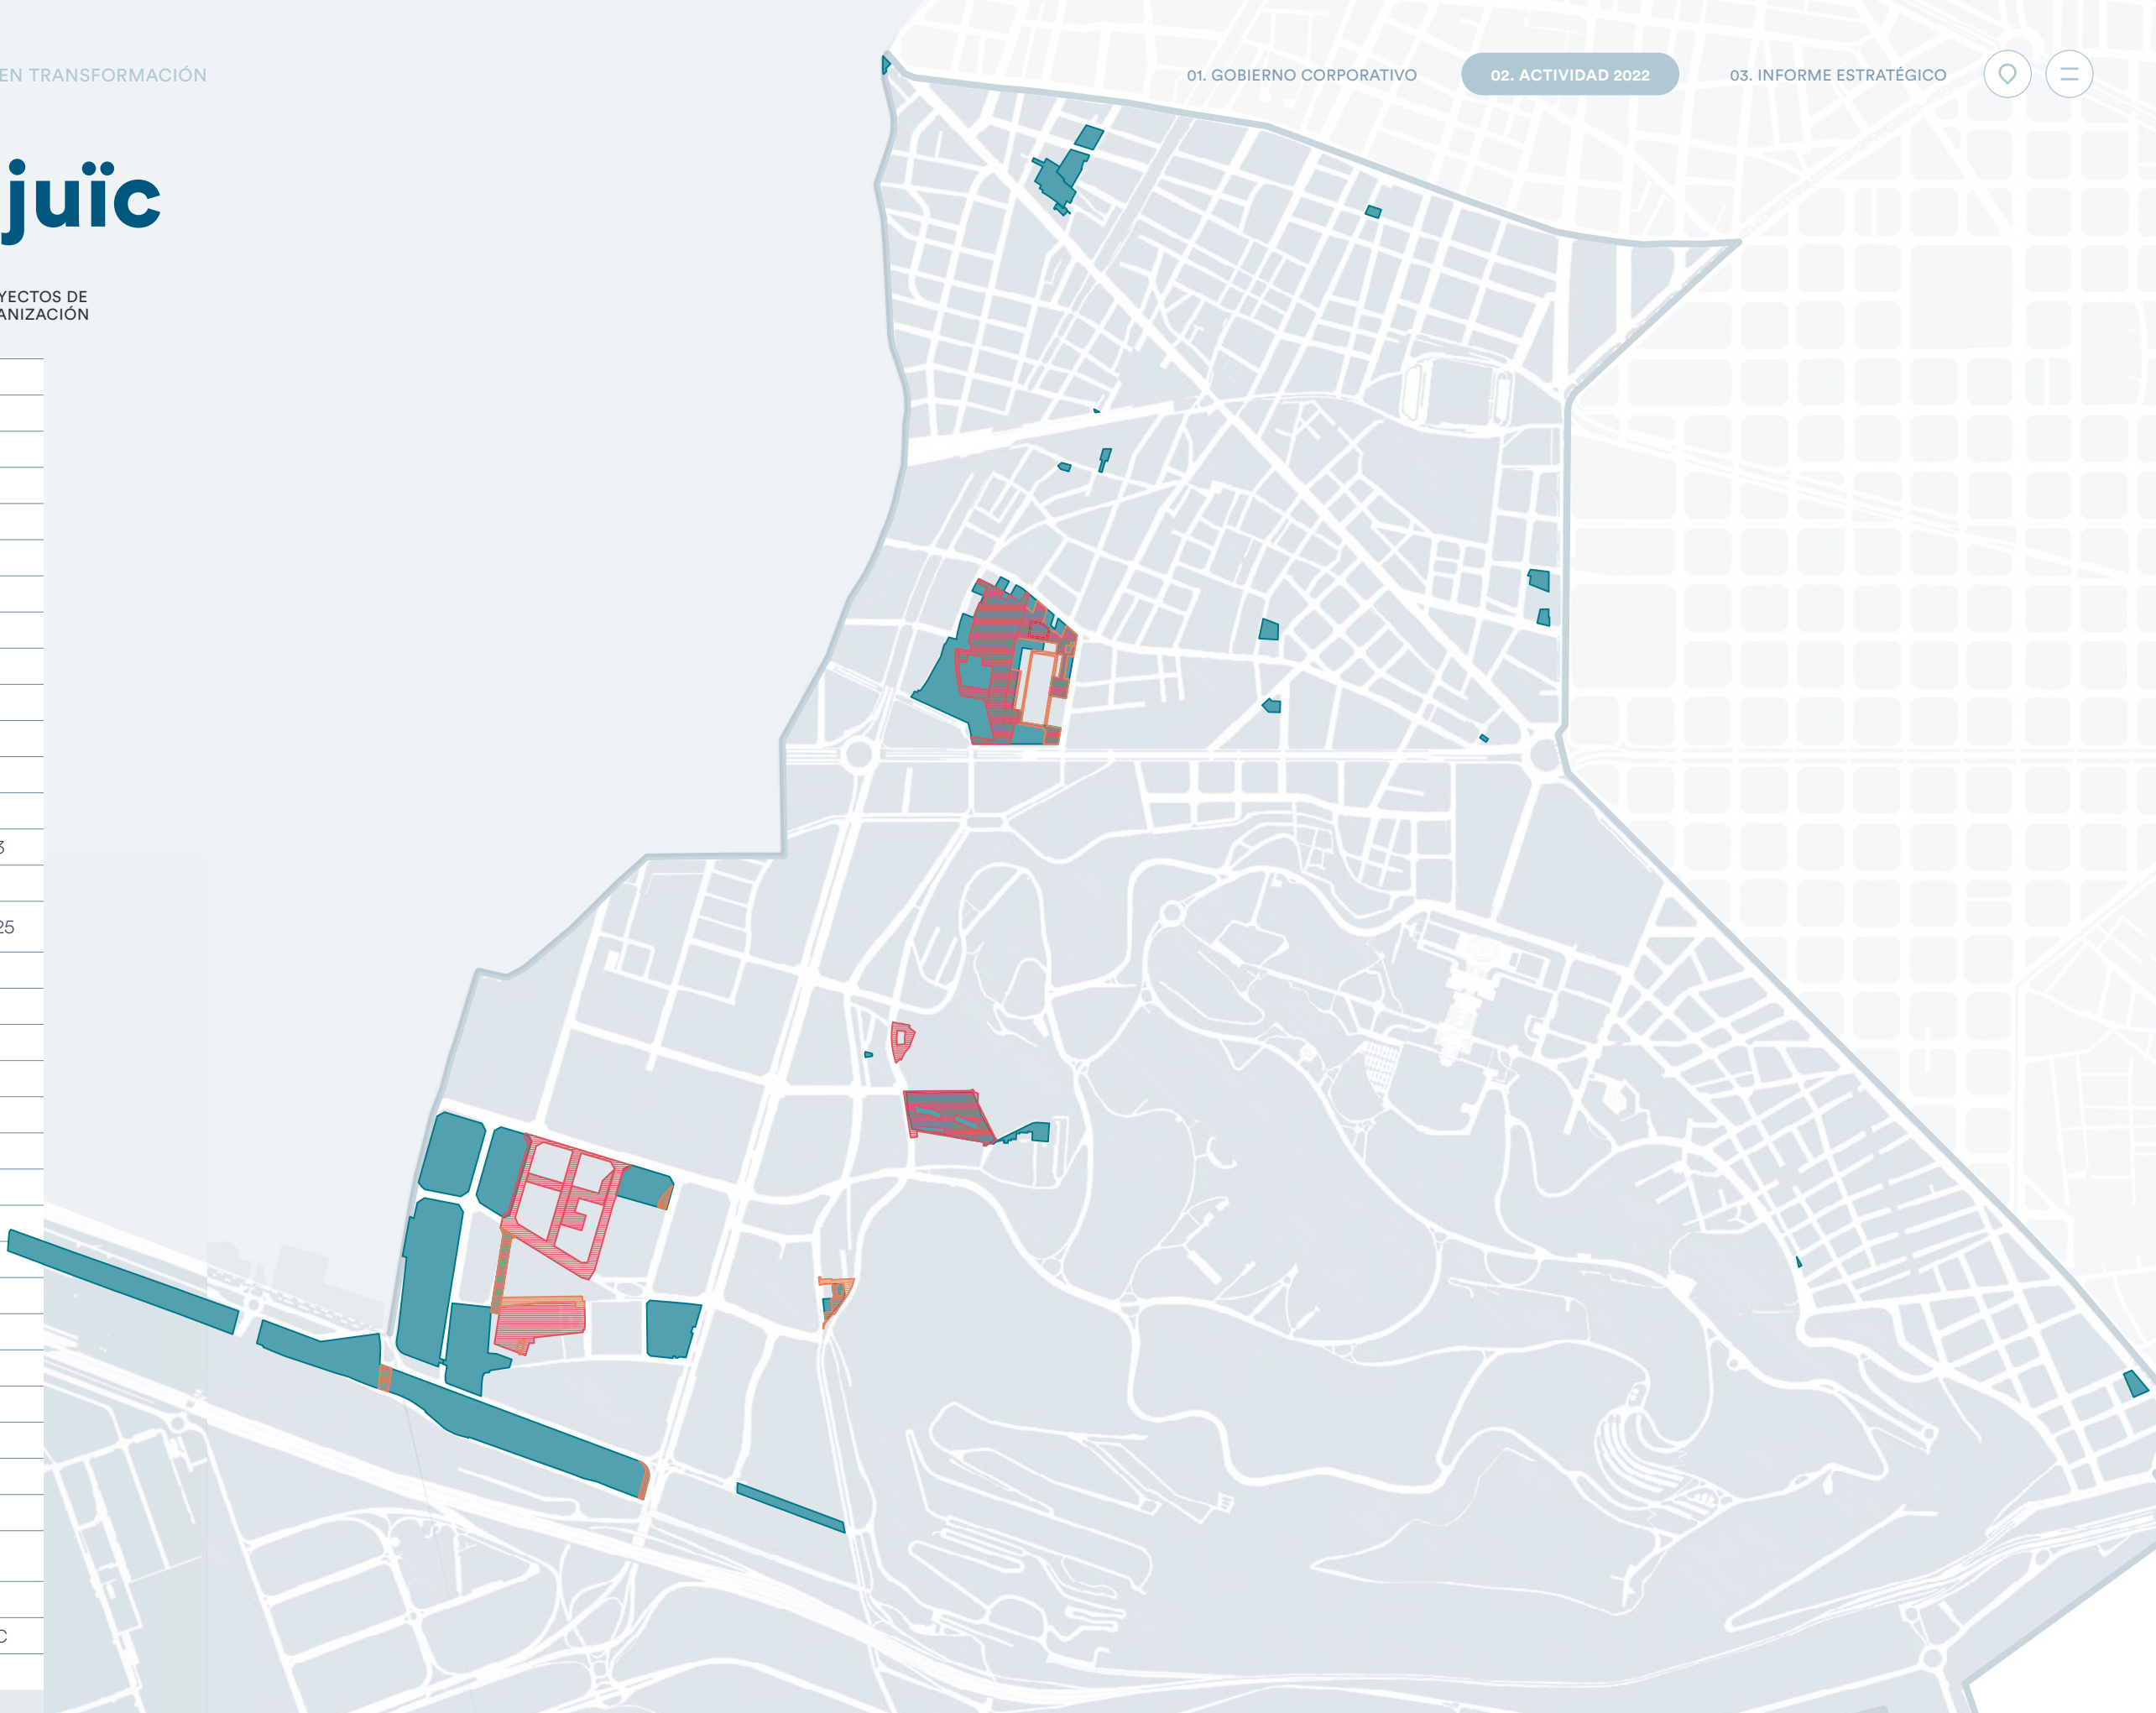 EN TRANSFORMACIÓN
01. GOBIERNO CORPORATIVO
02. ACTIVIDAD 2022
03. INFORME ESTRATÉGICO
juïc
YECTOS DE
ANIZACIÓN
3
25
C